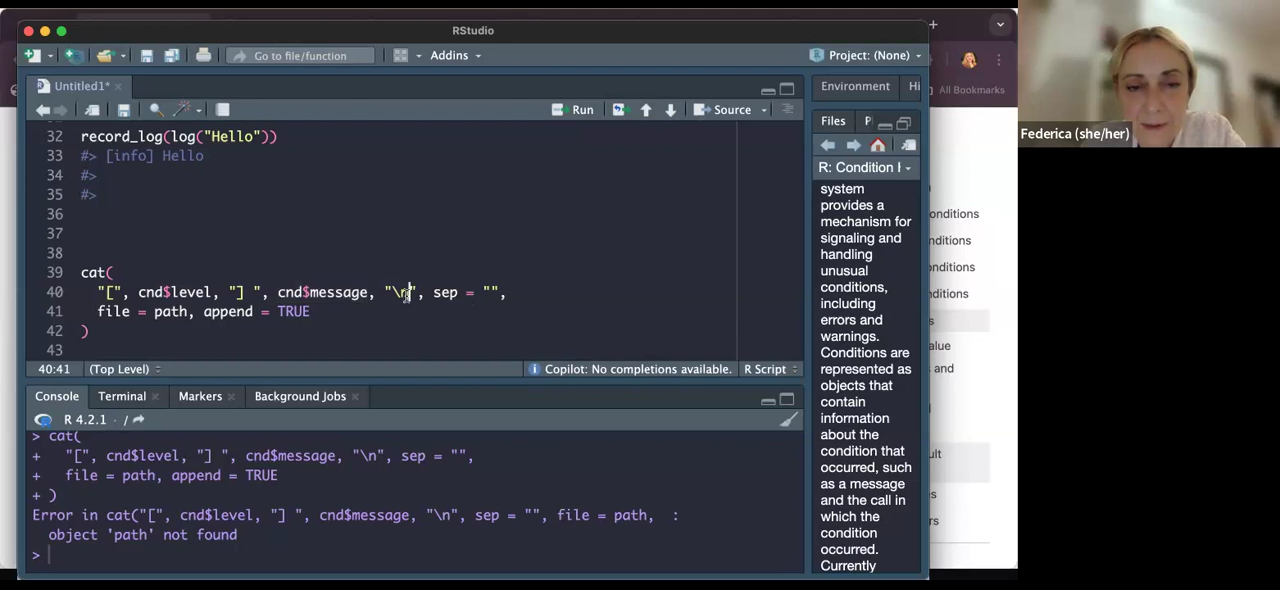 RStudio
Go to file/function
Addins
Project: (None)
Untitled1*
Run
Source
Environment
Hi
All Bookmarks
32 record_log(log("Hello"))
33 #> [info] Hello
34 #>
35 #>
36
37
38
39 cat(
40 "[", cnd$level, "] ", cnd$message, "\n", sep = "",
41 file = path, append = TRUE
42 )
43
40:41
(Top Level)
Copilot: No completions available.
R Script
Console
Terminal
Markers
Background Jobs
R 4.2.1 · /
> cat(
+ "[", cnd$level, "] ", cnd$message, "\n", sep = "",
+ file = path, append = TRUE
+ )
Error in cat("[", cnd$level, "] ", cnd$message, "\n", sep = "", file = path, :
object 'path' not found
>
Files
P
R: Condition
system
provides a
mechanism for
signaling and
handling
unusual
conditions,
including
errors and
warnings.
Conditions are
represented as
objects that
contain
information
about the
condition that
occurred, such
as a message
and the call in
which the
condition
occurred.
Currently
onditions
onditions
onditions
s
alue
and
ult
s
rs
Federica (she/her)